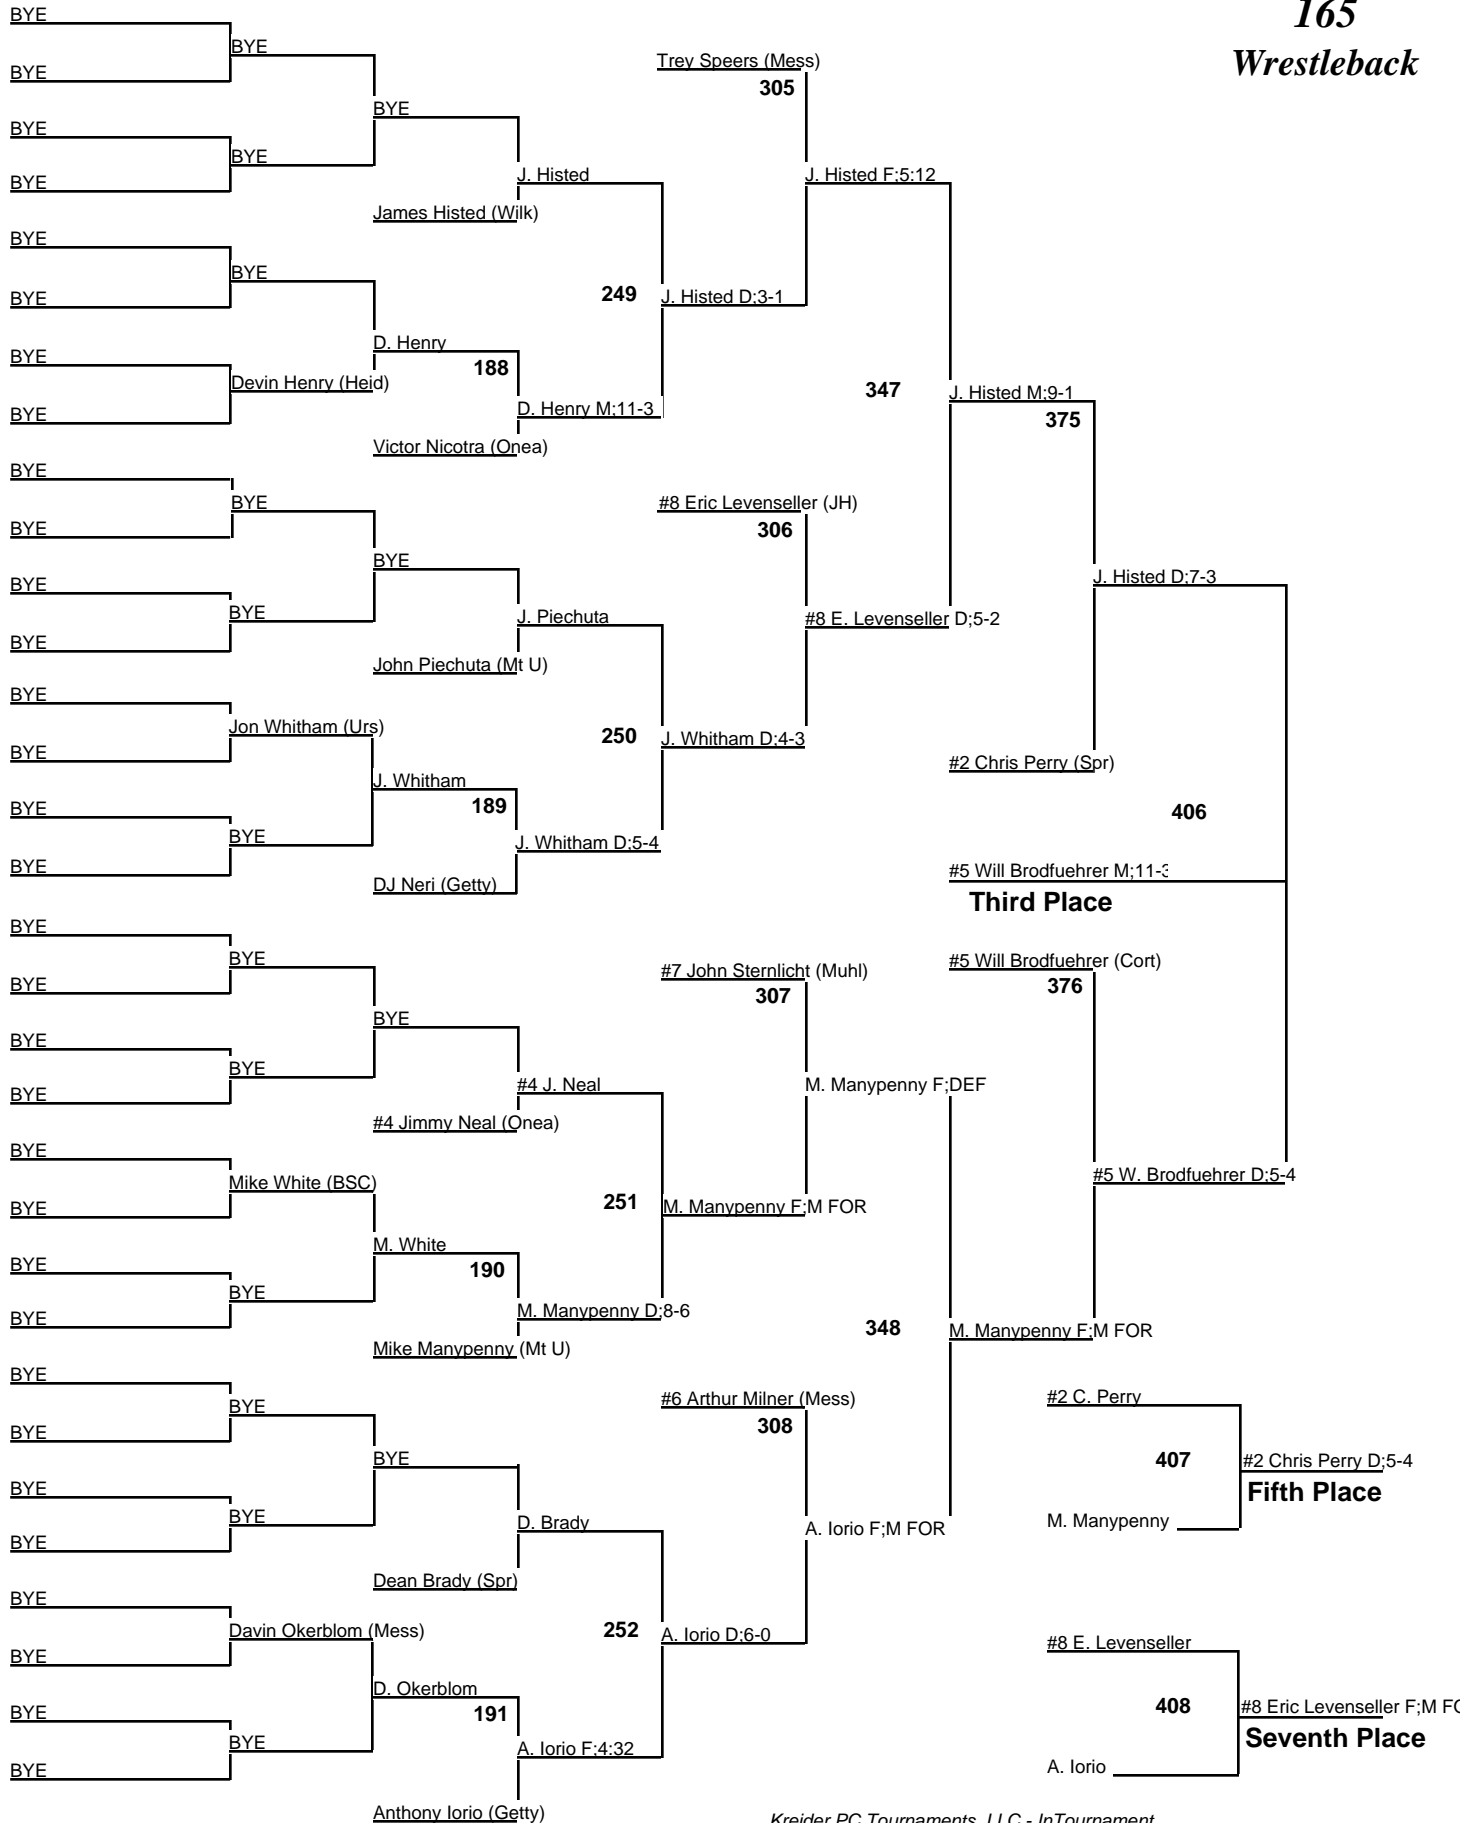 165
Wrestleback
BYE
BYE
BYE
Trey Speers (Mess)
305
BYE
BYE
BYE
BYE
J. Histed
J. Histed F;5:12
BYE
James Histed (Wilk)
BYE
BYE
249
J. Histed D;3-1
BYE
D. Henry
188
BYE
Devin Henry (Heid)
347
J. Histed M;9-1
375
BYE
D. Henry M;11-3
Victor Nicotra (Onea)
BYE
BYE
#8 Eric Levenseller (JH)
306
BYE
BYE
J. Histed D;7-3
BYE
BYE
J. Piechuta
#8 E. Levenseller D;5-2
BYE
John Piechuta (Mt U)
BYE
Jon Whitham (Urs)
250
J. Whitham D;4-3
BYE
#2 Chris Perry (Spr)
J. Whitham
189
406
BYE
BYE
J. Whitham D;5-4
BYE
#5 Will Brodfuehrer M;11-3
DJ Neri (Getty)
Third Place
BYE
BYE
#7 John Sternlicht (Muhl)
#5 Will Brodfuehrer (Cort)
BYE
307
376
BYE
BYE
BYE
#4 J. Neal
M. Manypenny F;DEF
BYE
#4 Jimmy Neal (Onea)
BYE
Mike White (BSC)
#5 W. Brodfuehrer D;5-4
BYE
251
M. Manypenny F;M FOR
M. White
190
BYE
BYE
BYE
M. Manypenny D;8-6
348
M. Manypenny F;M FOR
Mike Manypenny (Mt U)
BYE
BYE
#6 Arthur Milner (Mess)
#2 C. Perry
BYE
308
BYE
407
#2 Chris Perry D;5-4
BYE
BYE
Fifth Place
D. Brady
A. Iorio F;M FOR
M. Manypenny
BYE
Dean Brady (Spr)
BYE
Davin Okerblom (Mess)
252
A. Iorio D;6-0
#8 E. Levenseller
BYE
D. Okerblom
191
408
#8 Eric Levenseller F;M FO
BYE
BYE
A. Iorio F;4:32
Seventh Place
BYE
A. Iorio
Anthony Iorio (Getty)
Kreider PC Tournaments, LLC - InTournament